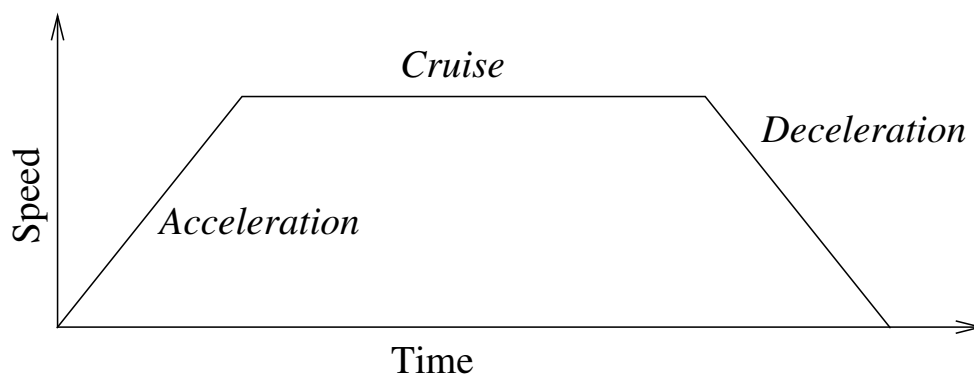 Cruise
Deceleration
Speed
Acceleration
Time